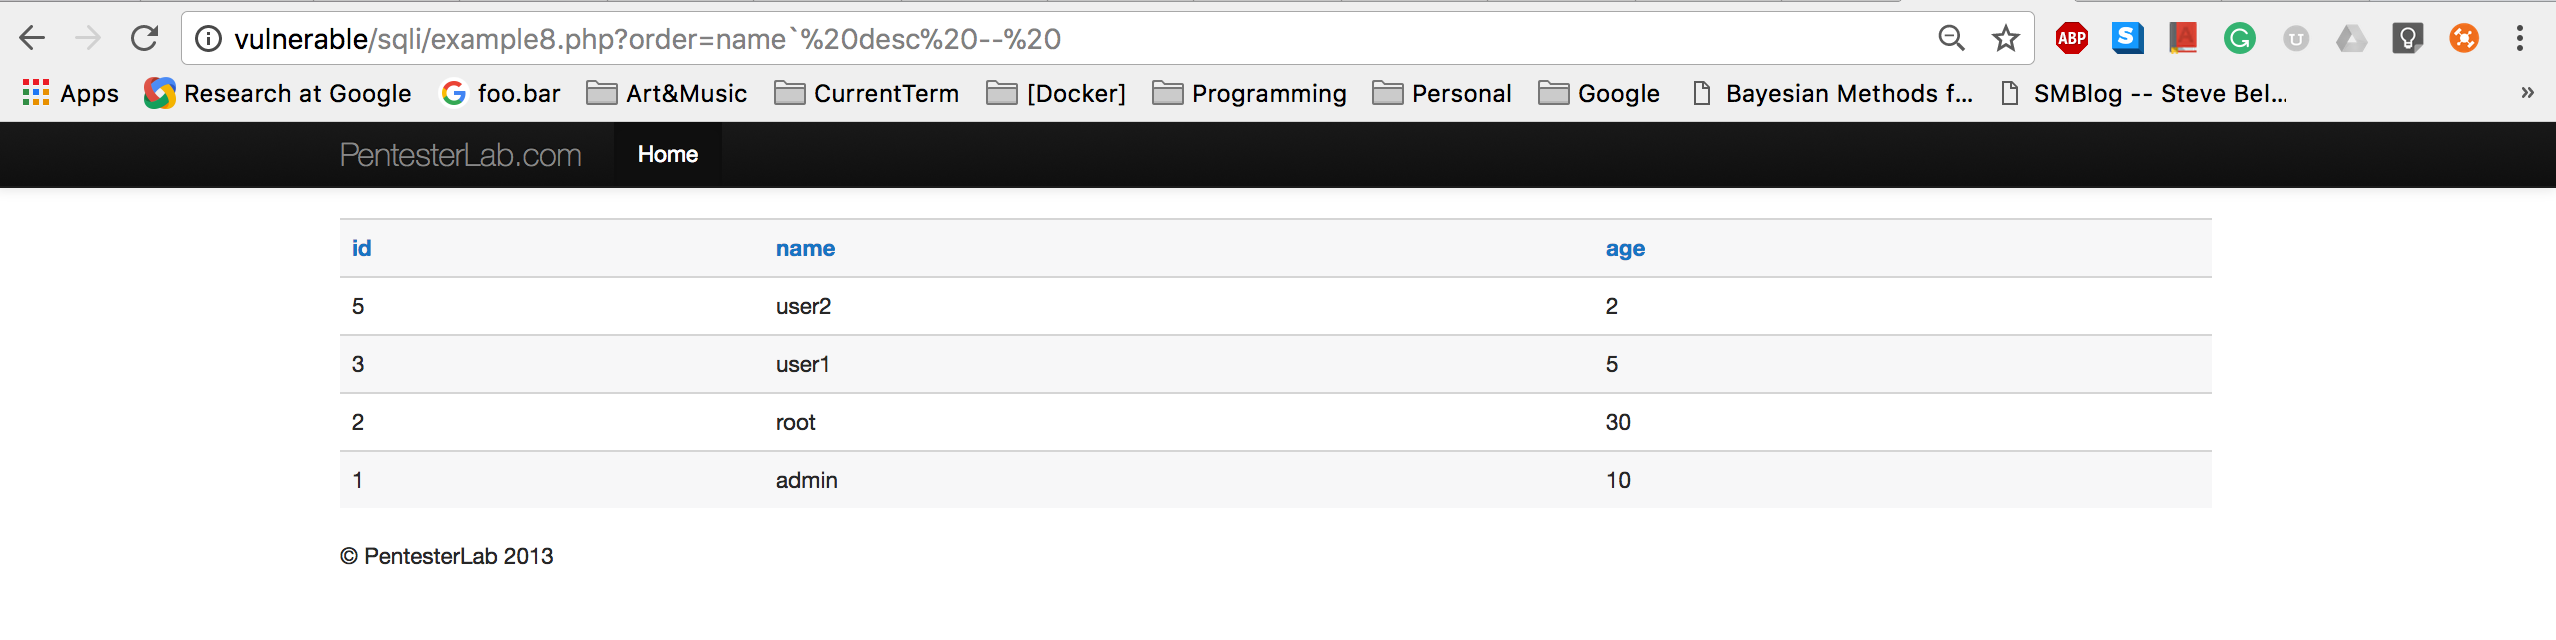 vulnerable/sqli/example8.php?order=name`%20desc%20--%20
ABP S A G U
Apps Research at Google G foo.bar Art&Music CurrentTerm [Docker] Programming Personal Google Bayesian Methods f... SMBlog -- Steve Bel... »
PentesterLab.com Home
id name age
5 user2 2
3 user1 5
2 root 30
1 admin 10
© PentesterLab 2013